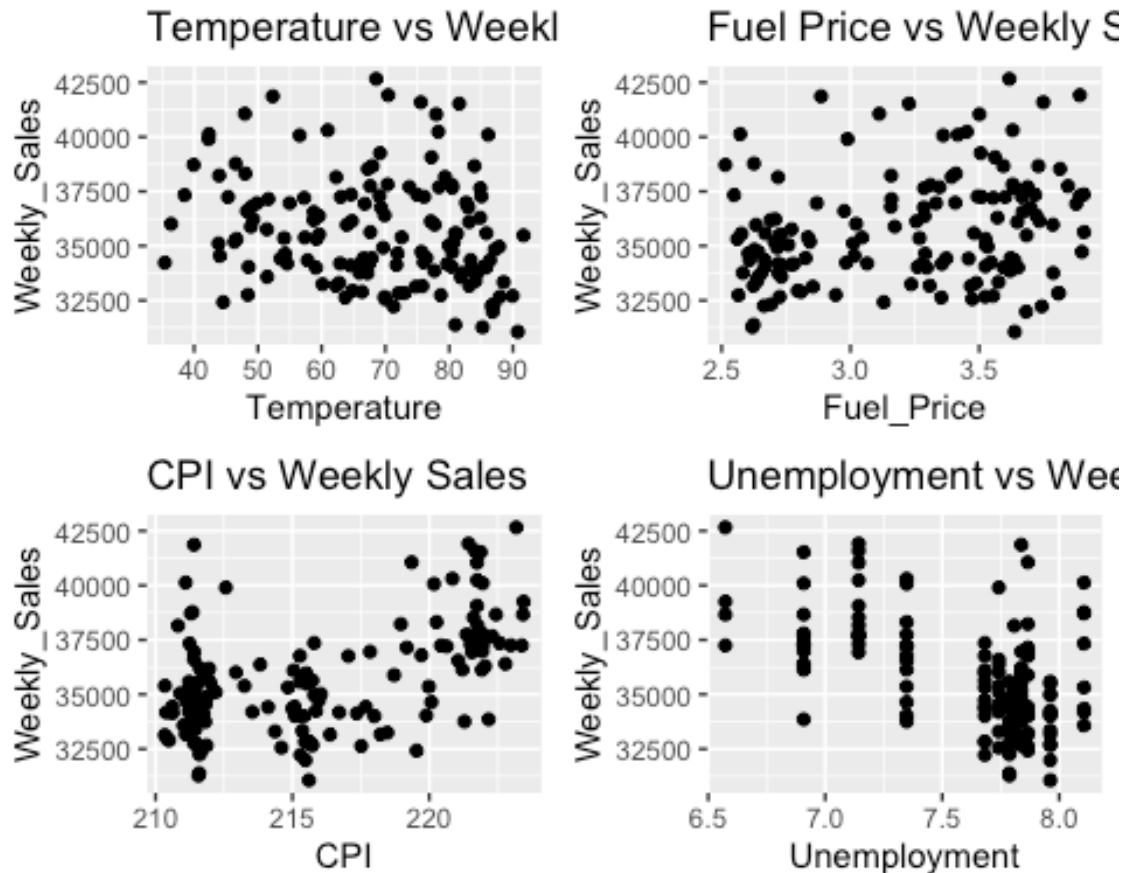 Temperature vs Weekl
42500
40000
37500
35000
32500
Weekly_Sales
40 50 60 70 80 90
Temperature
Fuel Price vs Weekly S
42500
40000
37500
35000
32500
Weekly_Sales
2.5 3.0 3.5
Fuel_Price
CPI vs Weekly Sales
42500
40000
37500
35000
32500
Weekly_Sales
210 215 220
CPI
Unemployment vs Wee
42500
40000
37500
35000
32500
Weekly_Sales
6.5 7.0 7.5 8.0
Unemployment